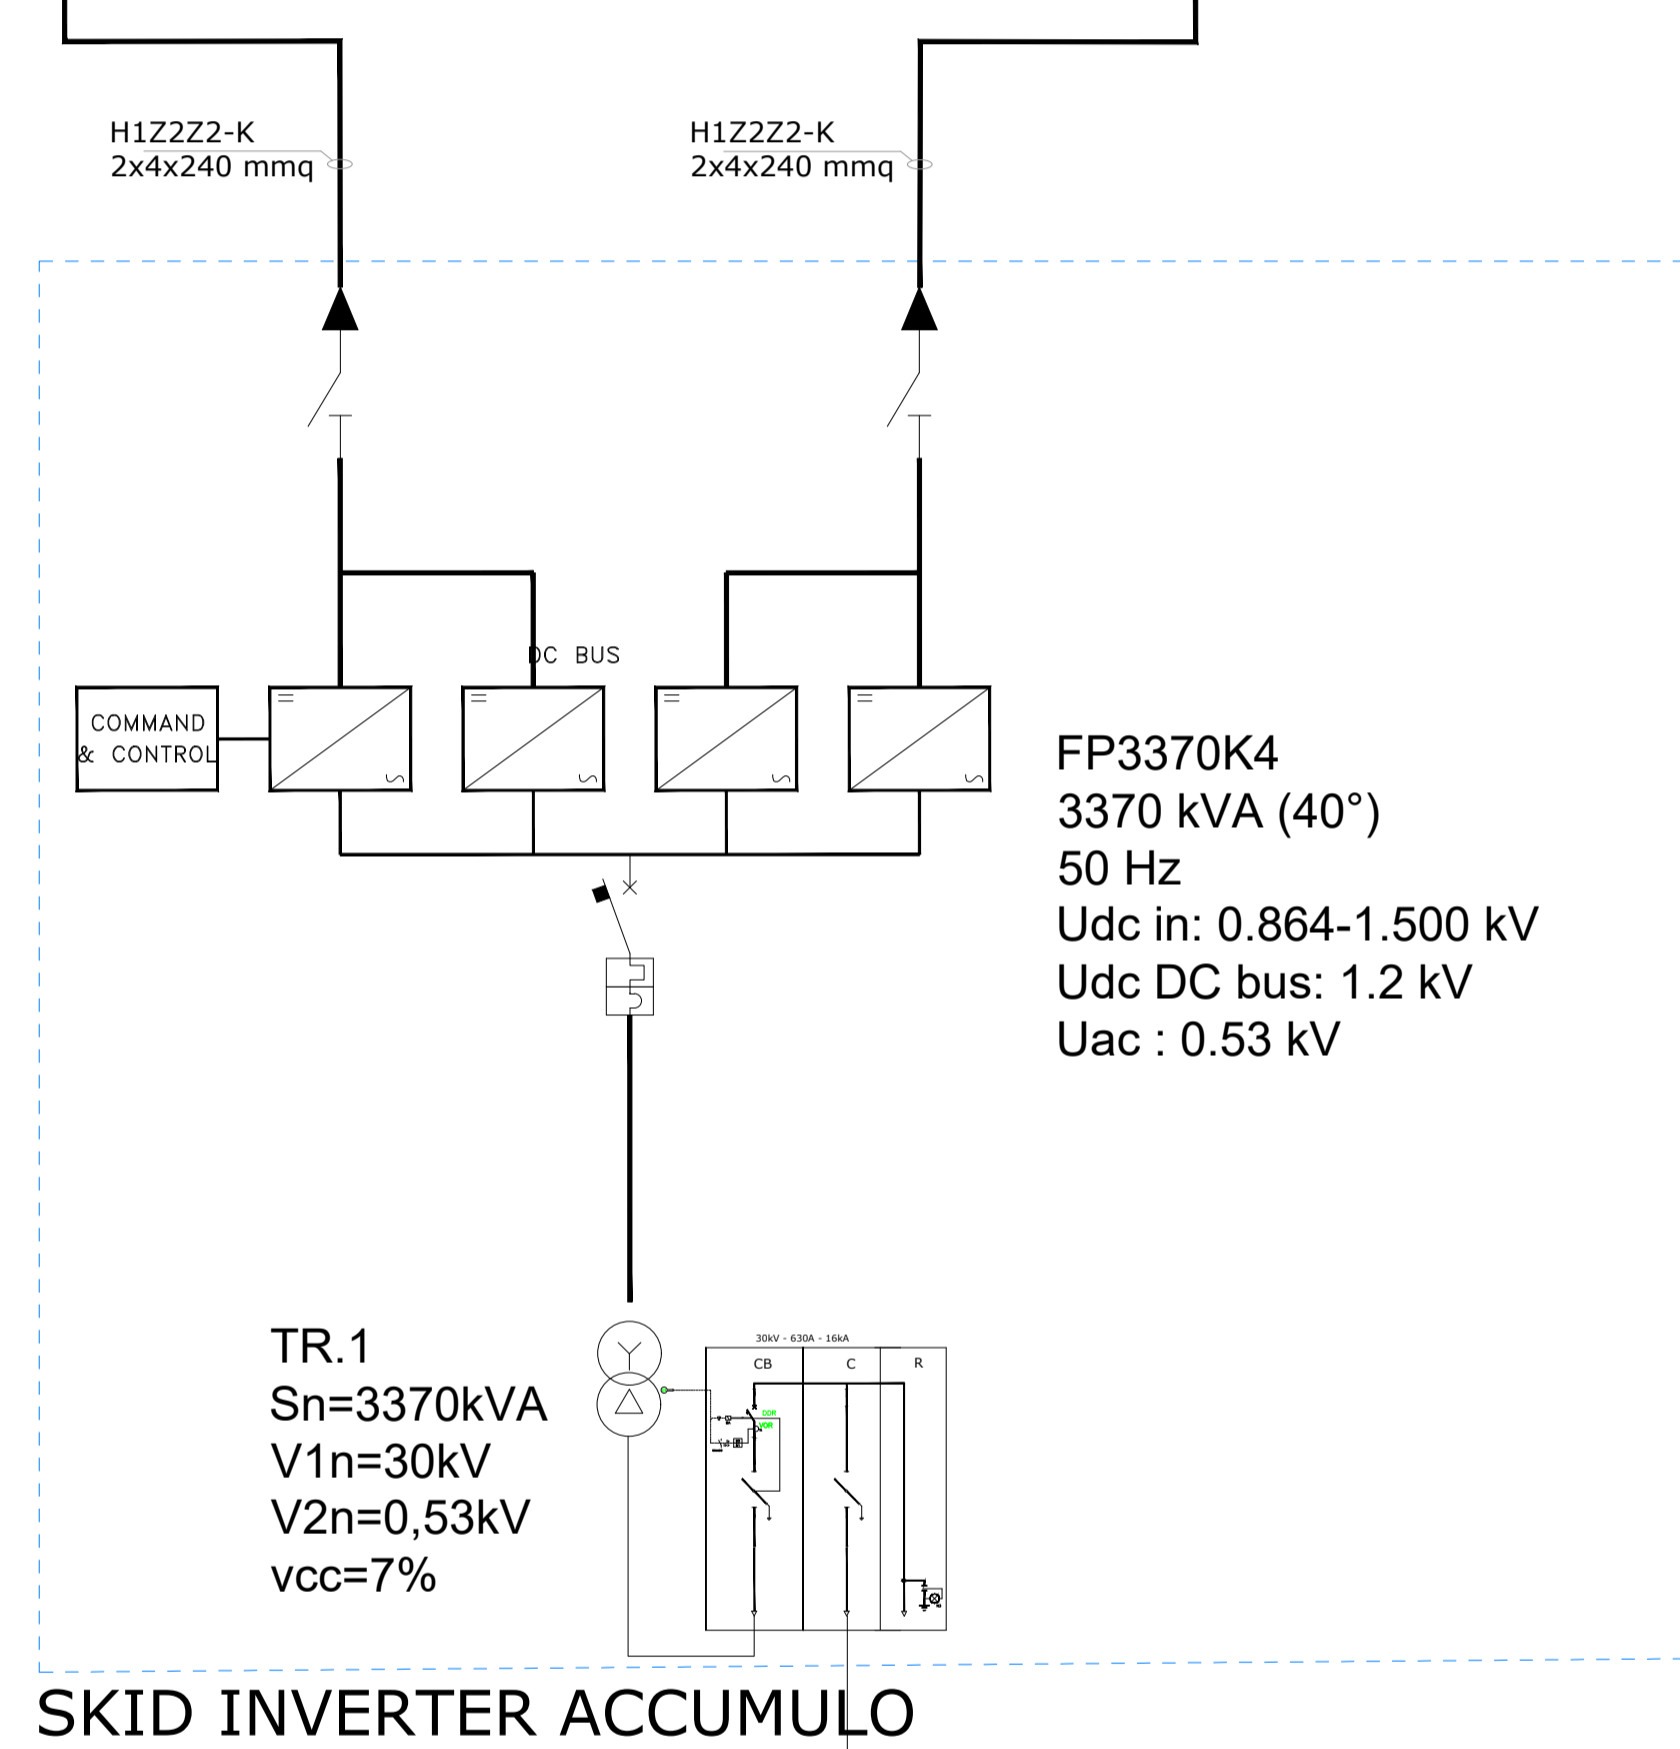 H1Z2Z2-K
2x4x240 mmq
H1Z2Z2-K
2x4x240 mmq
DC BUS
COMMAND
& CONTROL
FP3370K4
3370 kVA (40°)
50 Hz
Udc in: 0.864-1.500 kV
Udc DC bus: 1.2 kV
Uac : 0.53 kV
TR.1
Sn=3370kVA
V1n=30kV
V2n=0,53kV
vcc=7%
30kV - 630A - 16kA
CB
C
R
SKID INVERTER ACCUMULO